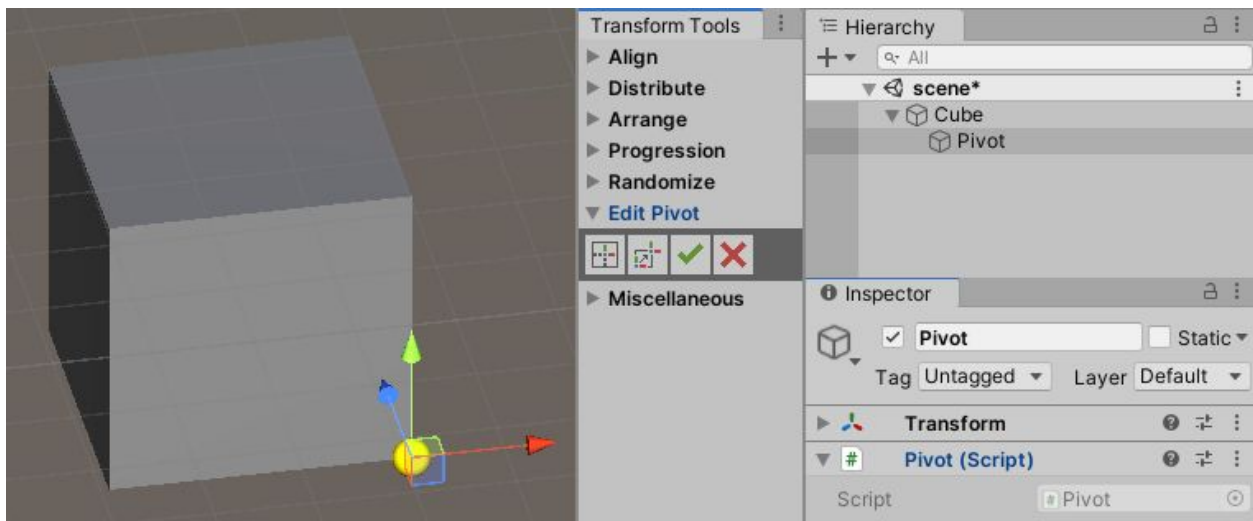 Transform Tools
Align
Distribute
Arrange
Progression
Randomize
Edit Pivot
Miscellaneous
Hierarchy
All
scene*
Cube
Pivot
Inspector
Pivot
Static
Tag Untagged Layer Default
Transform
Pivot (Script)
Script Pivot